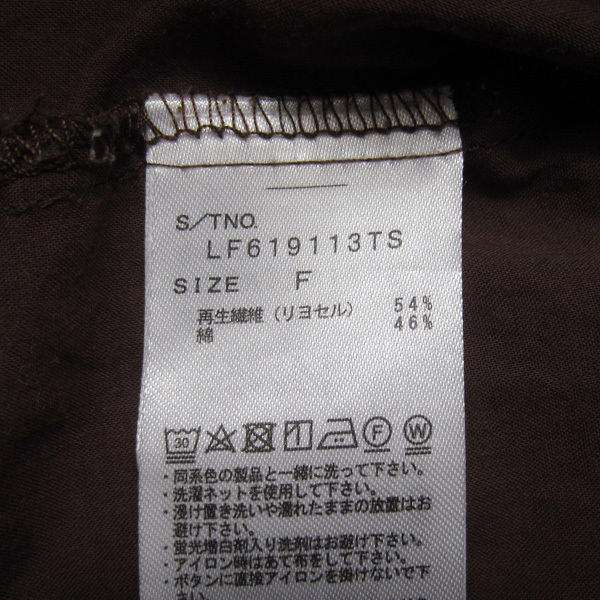 S/TNO.
LF619113TS
SIZE F
再生繊維（リヨセル） 54%
綿 46%
30 F W
・同系色の製品と一緒に洗って下さい。
・洗濯ネットを使用して下さい。
・浸け置き洗いや濡れたままの放置はお
避け下さい。
・蛍光増白剤入り洗剤はお避け下さい。
・アイロン時はあて布をして下さい。
・ボタンに直接アイロンを掛けないで下